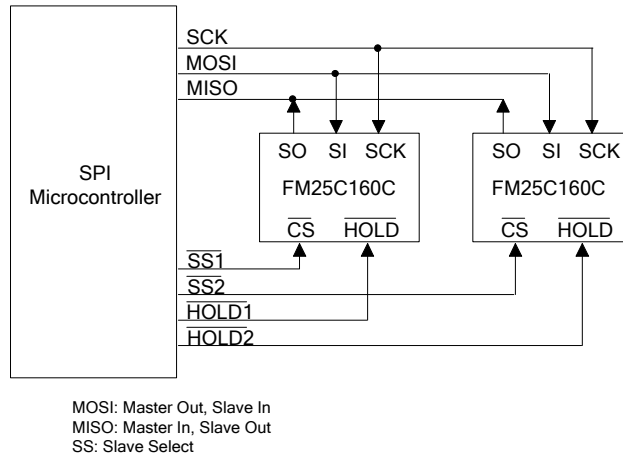 SCK
MOSI
MISO
SO SI SCK
FM25C160C
CS HOLD
SO SI SCK
FM25C160C
CS HOLD
SPI
Microcontroller
SS1
SS2
HOLD1
HOLD2
MOSI: Master Out, Slave In
MISO: Master In, Slave Out
SS: Slave Select